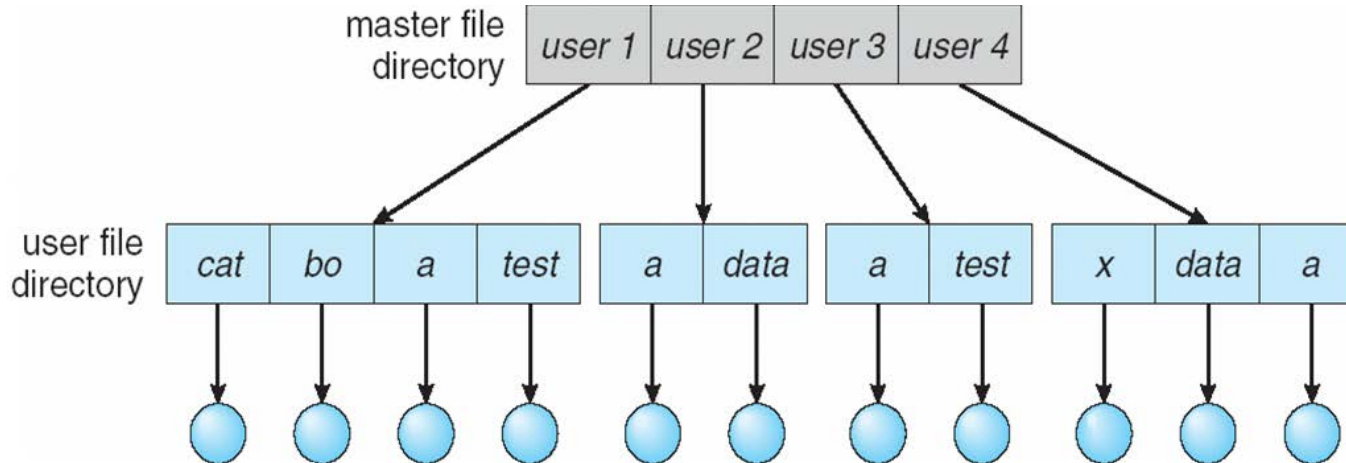 master file
directory
user 1 user 2 user 3 user 4
user file
directory
cat bo a test a data a test x data a